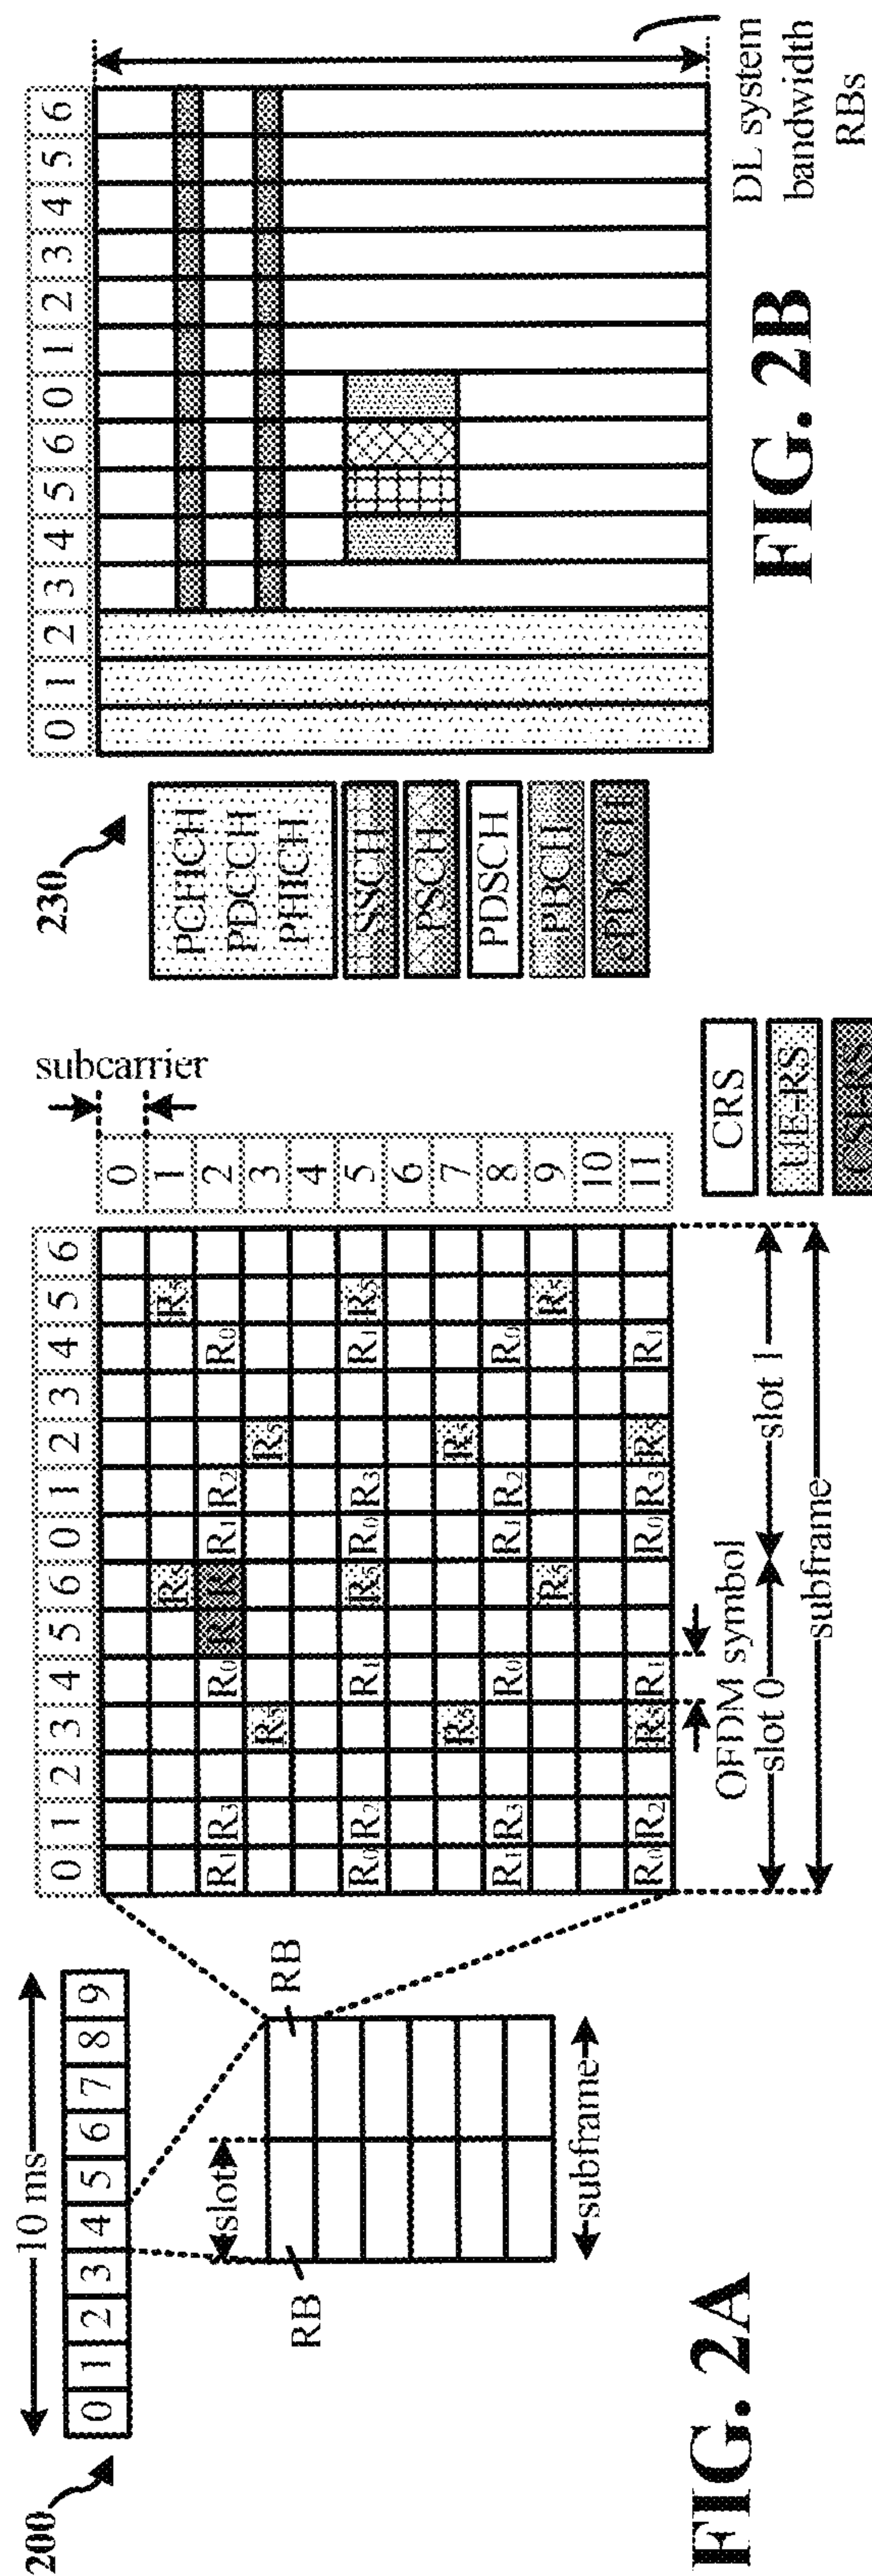 200
10 ms
0 1 2 3 4 5 6 7 8 9
slot
RB
RB
subframe
FIG. 2A
0 1 2 3 4 5 6 0 1 2 3 4 5 6
subcarrier
0
1 R5 R5
2 R1 R3 R0 R R R1 R2 R0
3 R5 R5
4
5 R0 R2 R1 R5 R0 R3 R1 R5
6
7 R5 R5
8 R1 R3 R0 R1 R2 R0
9 R5 R5
10
11 R0 R2 R5 R1 R0 R3 R5 R1
OFDM symbol
slot 0
slot 1
subframe
CRS
UE-RS
CSI-RS
230
PCFICH
PDCCH
PHICH
SSCH
PSCH
PDSCH
PBCH
ePDCCH
0 1 2 3 4 5 6 0 1 2 3 4 5 6
DL system
bandwidth
RBs
FIG. 2B